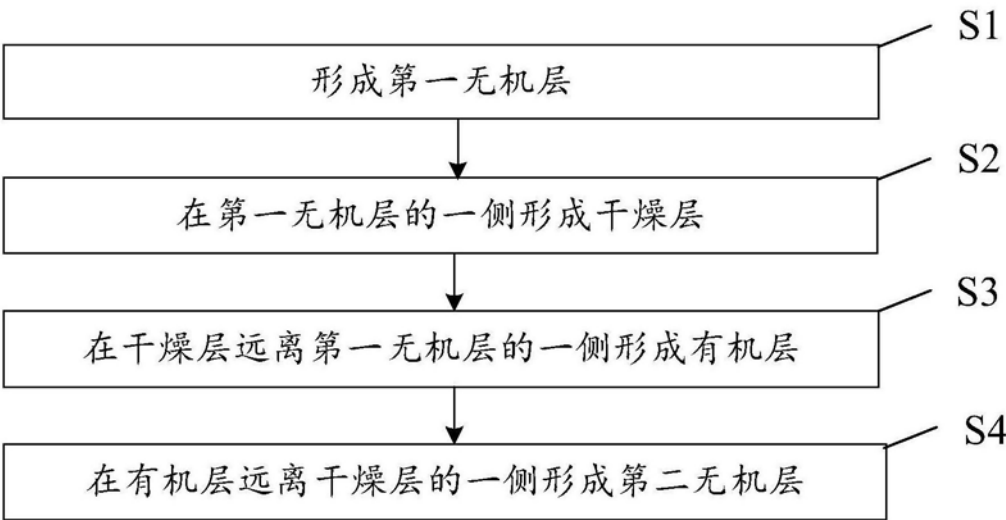 S1
形成第一无机层
S2
在第一无机层的一侧形成干燥层
S3
在干燥层远离第一无机层的一侧形成有机层
S4
在有机层远离干燥层的一侧形成第二无机层